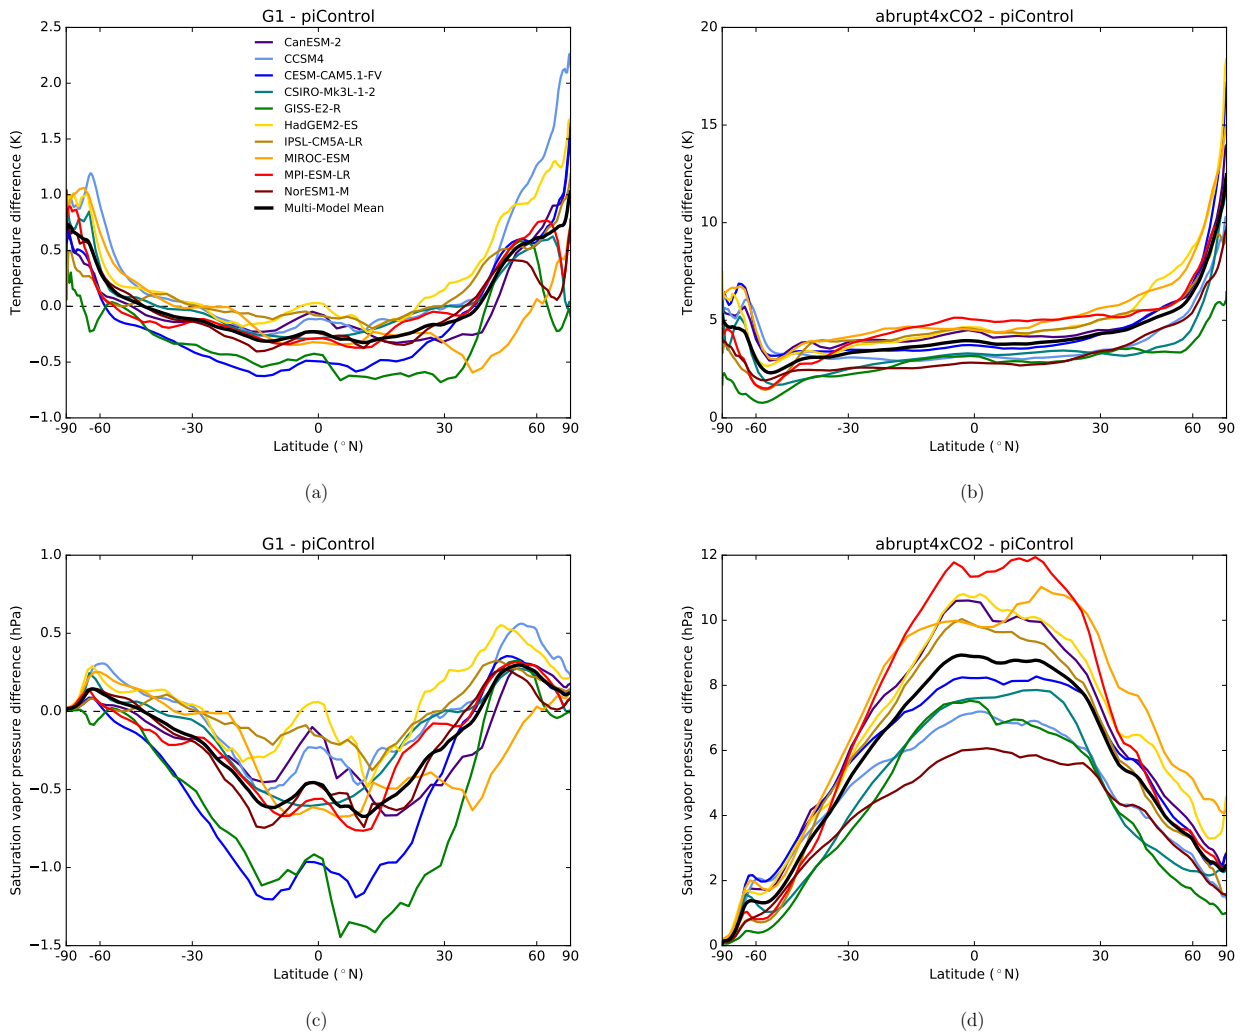 G1 - piControl
Temperature difference (K)
2.5
2.0
1.5
1.0
0.5
0.0
−0.5
−1.0
CanESM-2
CCSM4
CESM-CAM5.1-FV
CSIRO-Mk3L-1-2
GISS-E2-R
HadGEM2-ES
IPSL-CM5A-LR
MIROC-ESM
MPI-ESM-LR
NorESM1-M
Multi-Model Mean
-90 -60 -30 0 30 60 90
Latitude (°N)
(a)
abrupt4xCO2 - piControl
Temperature difference (K)
20
15
10
5
0
-90 -60 -30 0 30 60 90
Latitude (°N)
(b)
G1 - piControl
Saturation vapor pressure difference (hPa)
1.0
0.5
0.0
−0.5
−1.0
−1.5
-90 -60 -30 0 30 60 90
Latitude (°N)
(c)
abrupt4xCO2 - piControl
Saturation vapor pressure difference (hPa)
12
10
8
6
4
2
0
-90 -60 -30 0 30 60 90
Latitude (°N)
(d)